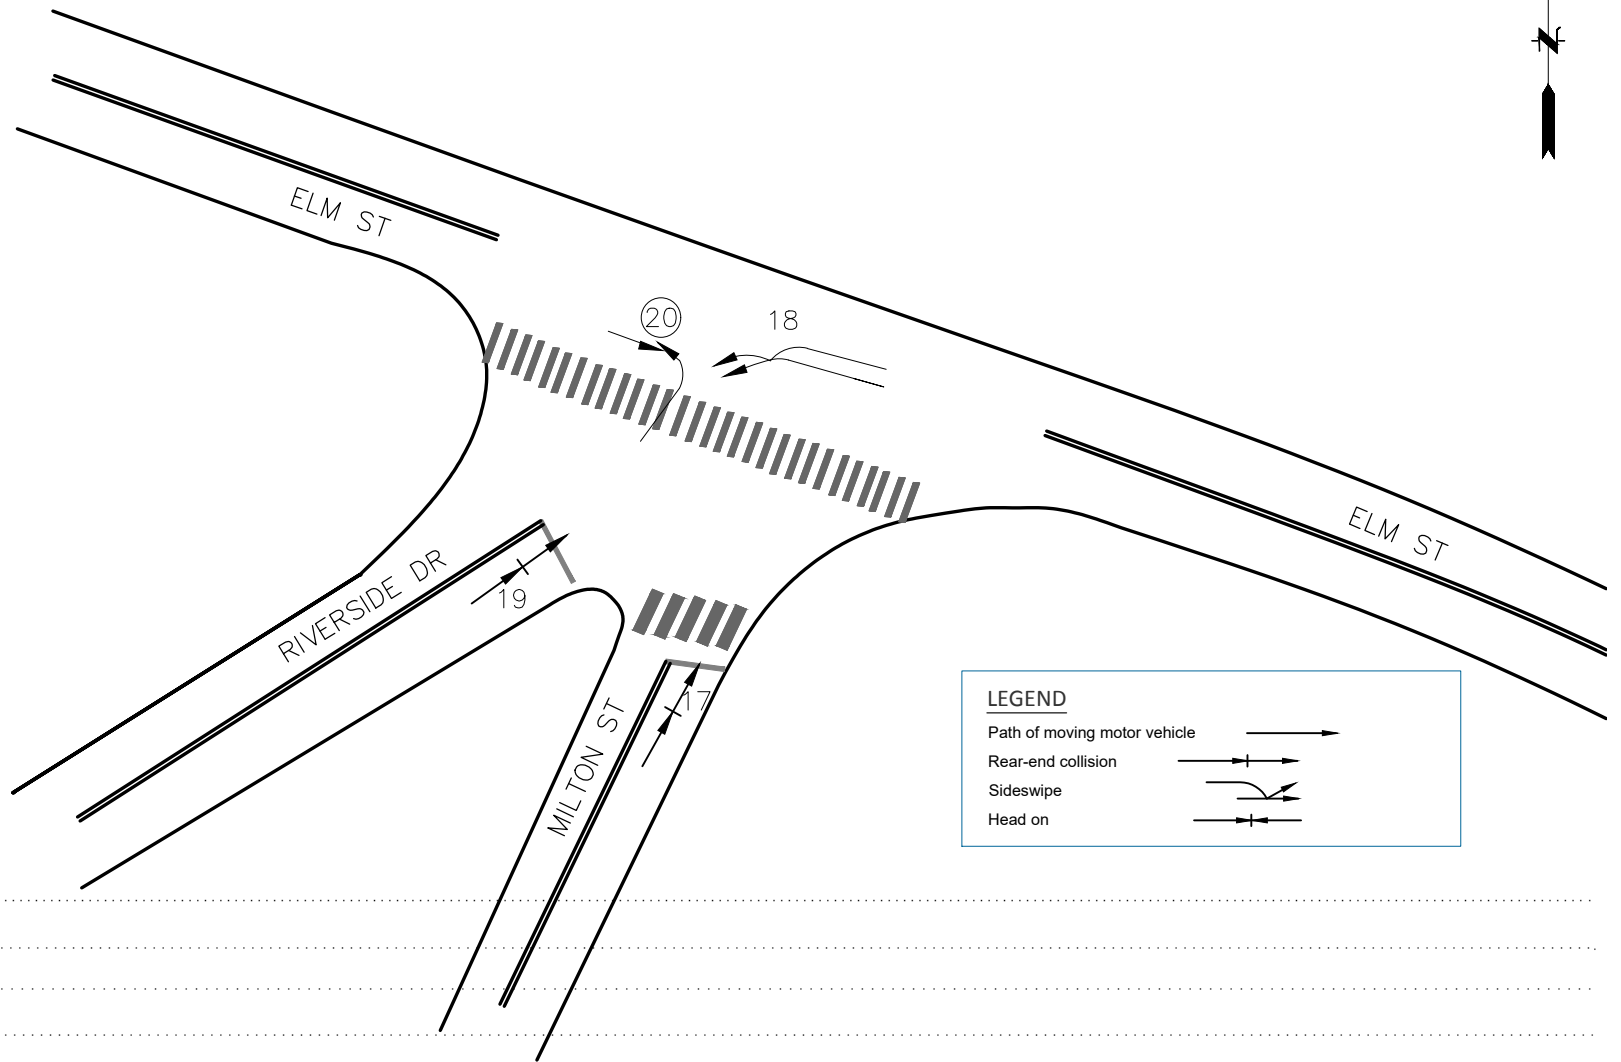 N
ELM ST
20
18
ELM ST
RIVERSIDE DR
19
17
MILTON ST
LEGEND
Path of moving motor vehicle
Rear-end collision
Sideswipe
Head on